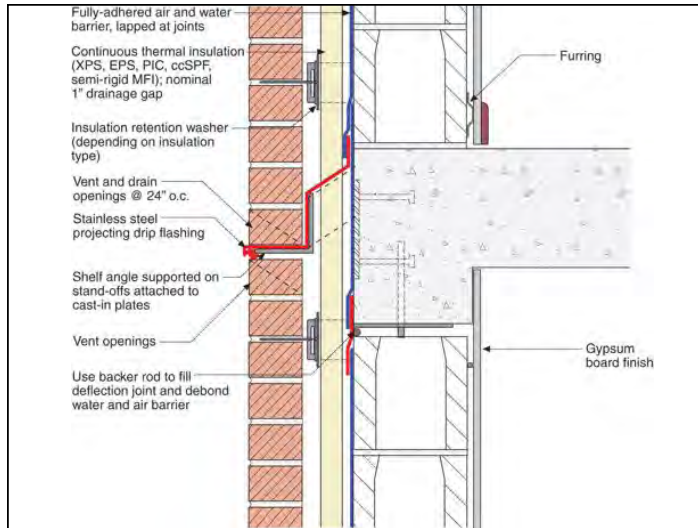 Fully-adhered air and water
barrier, lapped at joints
Continuous thermal insulation
(XPS, EPS, PIC, ccSPF,
semi-rigid MFI); nominal
1" drainage gap
Insulation retention washer
(depending on insulation
type)
Vent and drain
openings @ 24" o.c.
Stainless steel
projecting drip flashing
Shelf angle supported on
stand-offs attached to
cast-in plates
Vent openings
Use backer rod to fill
deflection joint and debond
water and air barrier
Furring
Gypsum
board finish